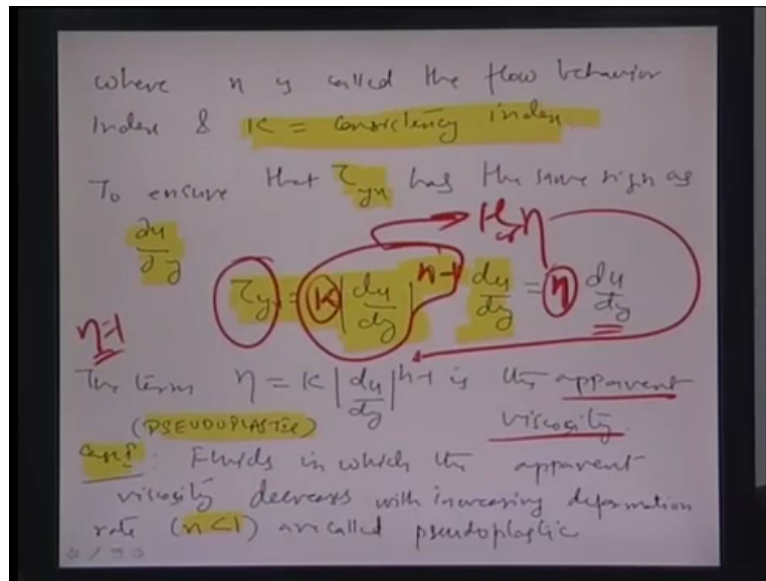 where n is called the flow behavior
Index & K = consistency index.
To ensure that τyx has the same sign as
∂u/∂y
τyx = K |du/dy|^n-1 du/dy = η du/dy
n-1
The term η = K |du/dy|^n-1 is the apparent
viscosity.
(PSEUDOPLASTIC)
: Fluids in which the apparent
viscosity decreases with increasing deformation
rate (n<1) are called pseudoplastic